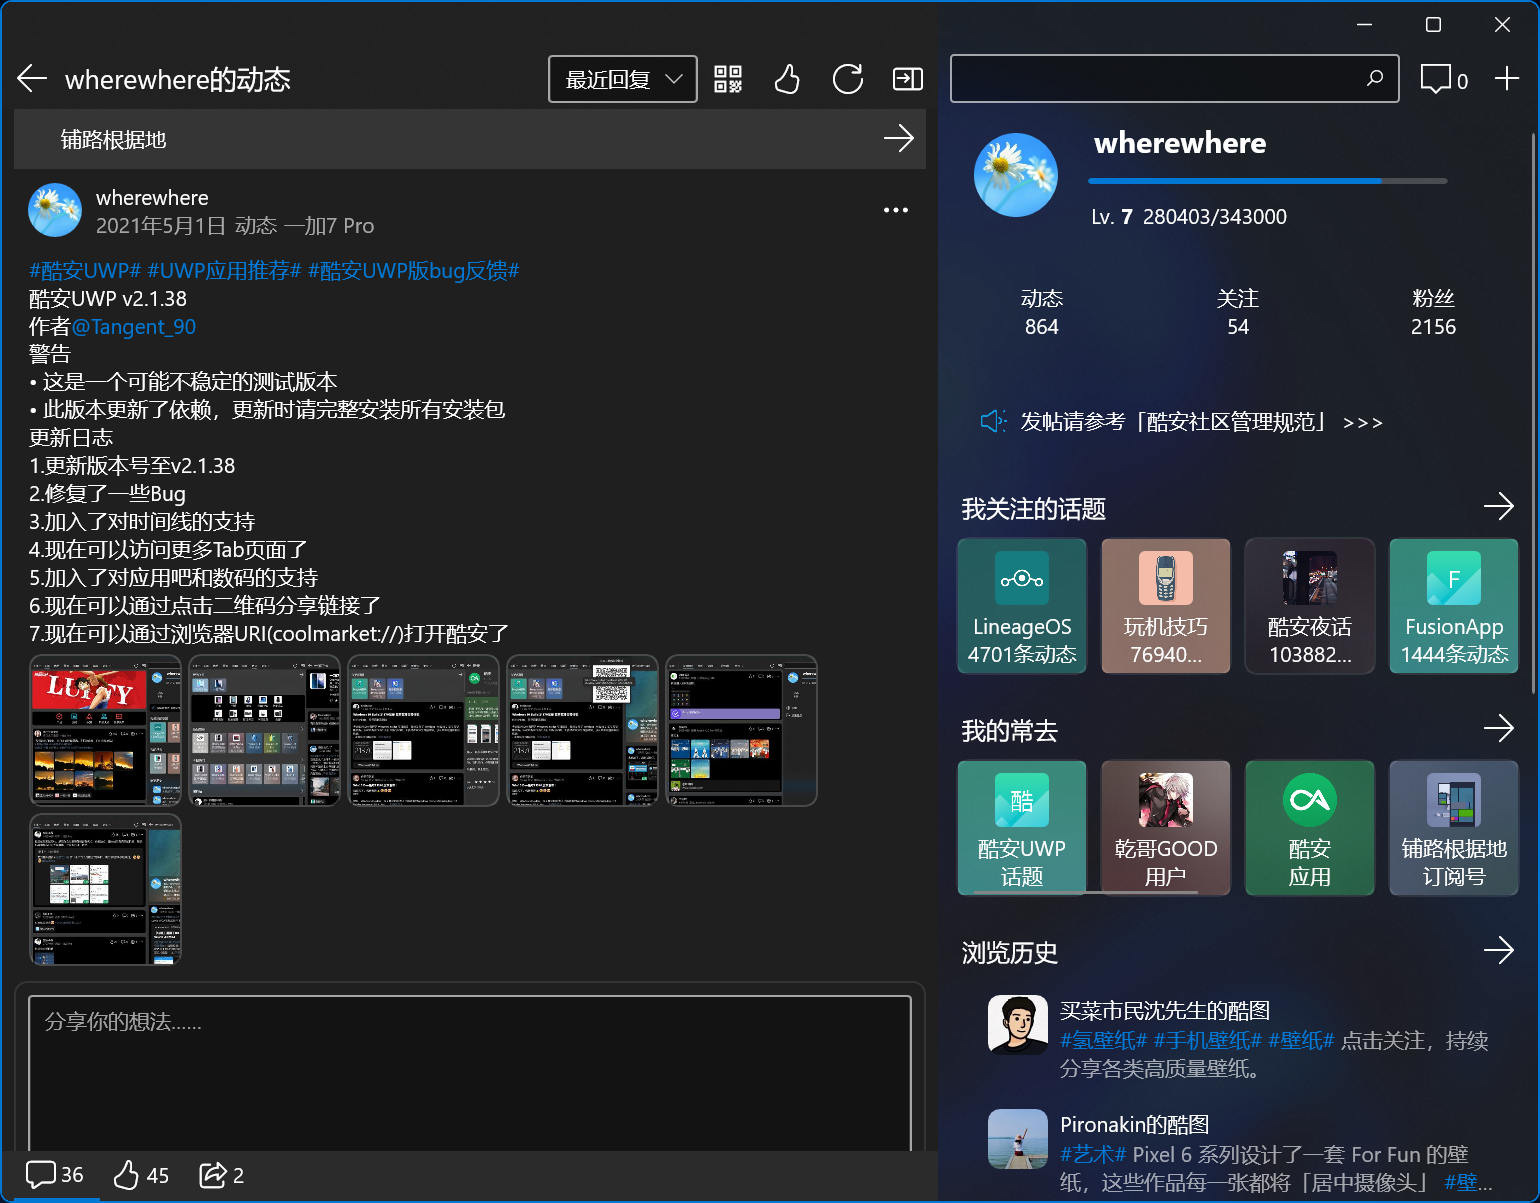 wherewhere的动态
最近回复
铺路根据地
wherewhere
2021年5月1日 动态 一加7 Pro
#酷安UWP# #UWP应用推荐# #酷安UWP版bug反馈#
酷安UWP v2.1.38
作者@Tangent_90
警告
• 这是一个可能不稳定的测试版本
• 此版本更新了依赖，更新时请完整安装所有安装包
更新日志
1.更新版本号至v2.1.38
2.修复了一些Bug
3.加入了对时间线的支持
4.现在可以访问更多Tab页面了
5.加入了对应用吧和数码的支持
6.现在可以通过点击二维码分享链接了
7.现在可以通过浏览器URI(coolmarket://)打开酷安了
分享你的想法......
36 45 2
0
wherewhere
Lv. 7 280403/343000
动态 关注 粉丝
864 54 2156
发帖请参考「酷安社区管理规范」 >>>
我关注的话题
LineageOS 玩机技巧 酷安夜话 FusionApp
4701条动态 76940... 103882... 1444条动态
我的常去
酷安UWP 乾哥GOOD 酷安 铺路根据地
话题 用户 应用 订阅号
浏览历史
买菜市民沈先生的酷图
#氢壁纸# #手机壁纸# #壁纸# 点击关注，持续
分享各类高质量壁纸。
Pironakin的酷图
#艺术# Pixel 6 系列设计了一套 For Fun 的壁
纸，这些作品每一张都将「居中摄像头」 #壁...